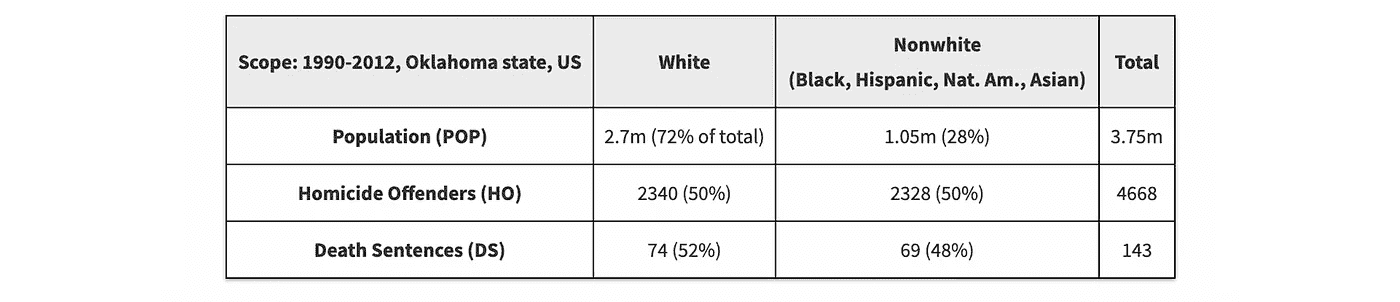 Scope: 1990-2012, Oklahoma state, US
White
Nonwhite
(Black, Hispanic, Nat. Am., Asian)
Total
Population (POP)
2.7m (72% of total)
1.05m (28%)
3.75m
Homicide Offenders (HO)
2340 (50%)
2328 (50%)
4668
Death Sentences (DS)
74 (52%)
69 (48%)
143